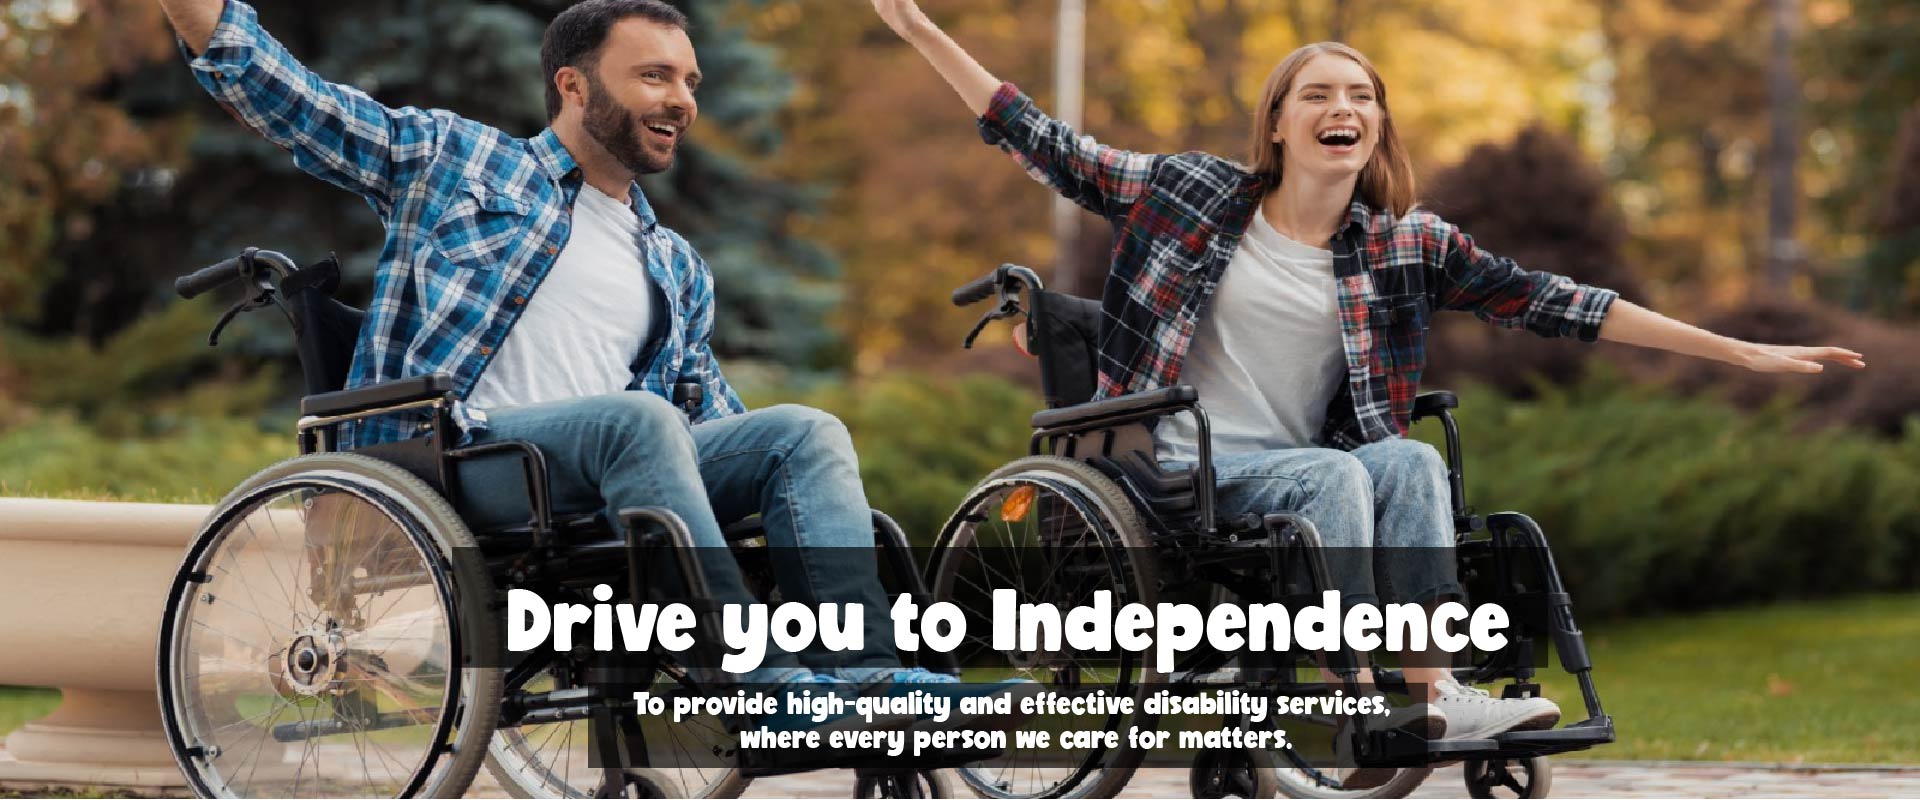 Drive you to Independence
To provide high-quality and effective disability services,
where every person we care for matters.